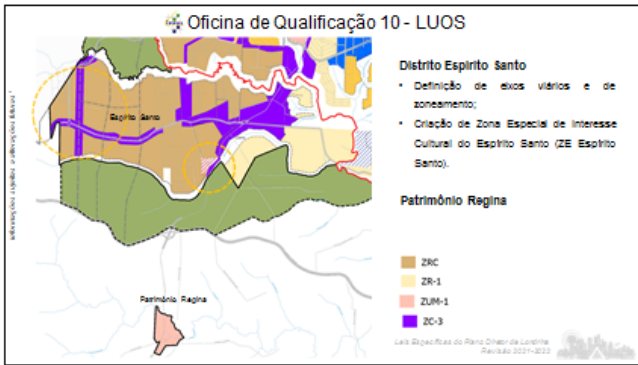 Oficina de Qualificação 10 - LUOS
Distrito Espírito Santo
• Definição de eixos viários e de
zoneamento;
• Criação de Zona Especial de Interesse
Cultural do Espírito Santo (ZE Espírito
Santo).
Patrimônio Regina
Espírito Santo
Patrimônio Regina
ZRC
ZR-1
ZUM-1
ZC-3
Leis Específicas do Plano Diretor de Londrina
Revisão 2021-2022